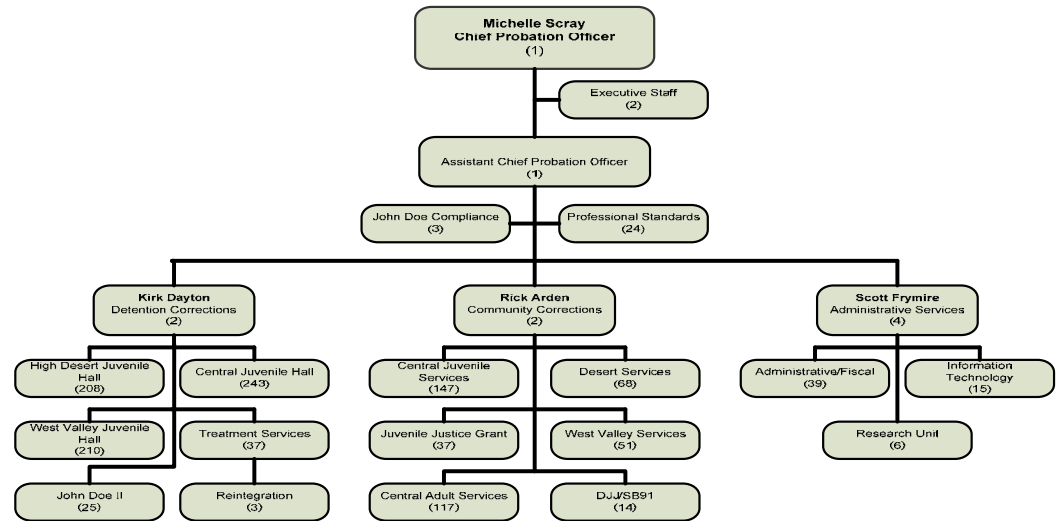 Michelle Scray
Chief Probation Officer
(1)
Executive Staff
(2)
Assistant Chief Probation Officer
(1)
John Doe Compliance
(3)
Professional Standards
(24)
Kirk Dayton
Detention Corrections
(2)
Rick Arden
Community Corrections
(2)
Scott Frymire
Administrative Services
(4)
High Desert Juvenile
Hall
(208)
Central Juvenile Hall
(243)
Central Juvenile
Services
(147)
Desert Services
(68)
Administrative/Fiscal
(39)
Information
Technology
(15)
West Valley Juvenile
Hall
(210)
Treatment Services
(37)
Juvenile Justice Grant
(37)
West Valley Services
(51)
Research Unit
(6)
John Doe II
(25)
Reintegration
(3)
Central Adult Services
(117)
DJJ/SB91
(14)